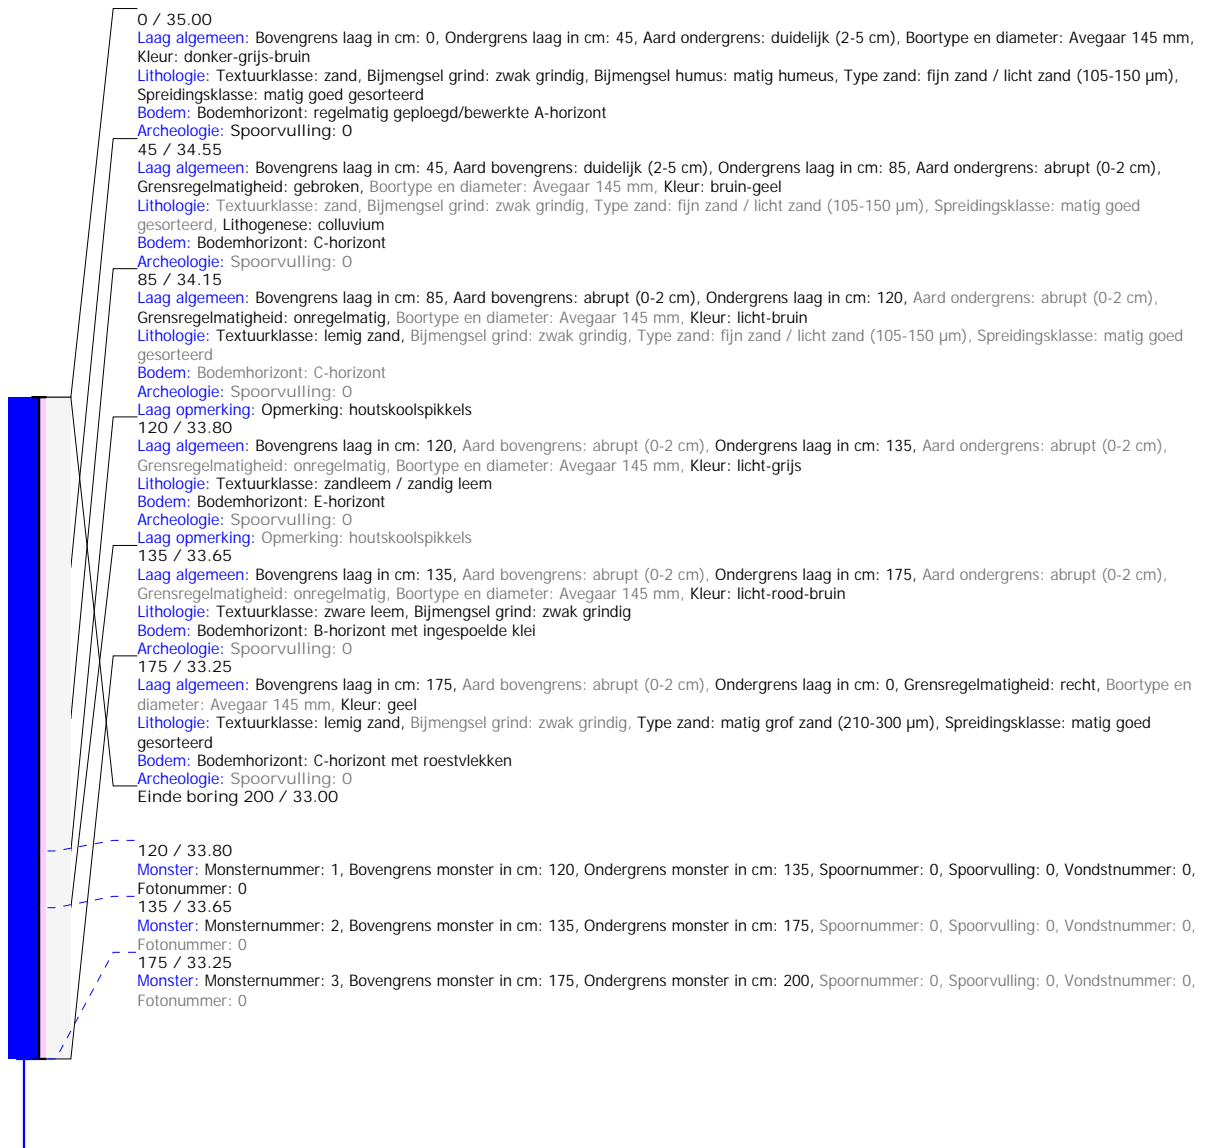 0 / 35.00
Laag algemeen: Bovengrens laag in cm: 0, Ondergrens laag in cm: 45, Aard ondergrens: duidelijk (2-5 cm), Boortype en diameter: Avegaar 145 mm,
Kleur: donker-grijs-bruin
Lithologie: Textuurklasse: zand, Bijmengsel grind: zwak grindig, Bijmengsel humus: matig humeus, Type zand: fijn zand / licht zand (105-150 µm),
Spreidingsklasse: matig goed gesorteerd
Bodem: Bodemhorizont: regelmatig geploegd/bewerkte A-horizont
Archeologie: Spoorvulling: 0
45 / 34.55
Laag algemeen: Bovengrens laag in cm: 45, Aard bovengrens: duidelijk (2-5 cm), Ondergrens laag in cm: 85, Aard ondergrens: abrupt (0-2 cm),
Grensregelmatigheid: gebroken, Boortype en diameter: Avegaar 145 mm, Kleur: bruin-geel
Lithologie: Textuurklasse: zand, Bijmengsel grind: zwak grindig, Type zand: fijn zand / licht zand (105-150 µm), Spreidingsklasse: matig goed
gesorteerd, Lithogenese: colluvium
Bodem: Bodemhorizont: C-horizont
Archeologie: Spoorvulling: 0
85 / 34.15
Laag algemeen: Bovengrens laag in cm: 85, Aard bovengrens: abrupt (0-2 cm), Ondergrens laag in cm: 120, Aard ondergrens: abrupt (0-2 cm),
Grensregelmatigheid: onregelmatig, Boortype en diameter: Avegaar 145 mm, Kleur: licht-bruin
Lithologie: Textuurklasse: lemig zand, Bijmengsel grind: zwak grindig, Type zand: fijn zand / licht zand (105-150 µm), Spreidingsklasse: matig goed
gesorteerd
Bodem: Bodemhorizont: C-horizont
Archeologie: Spoorvulling: 0
Laag opmerking: Opmerking: houtskoolspikkels
120 / 33.80
Laag algemeen: Bovengrens laag in cm: 120, Aard bovengrens: abrupt (0-2 cm), Ondergrens laag in cm: 135, Aard ondergrens: abrupt (0-2 cm),
Grensregelmatigheid: onregelmatig, Boortype en diameter: Avegaar 145 mm, Kleur: licht-grijs
Lithologie: Textuurklasse: zandleem / zandig leem
Bodem: Bodemhorizont: E-horizont
Archeologie: Spoorvulling: 0
Laag opmerking: Opmerking: houtskoolspikkels
135 / 33.65
Laag algemeen: Bovengrens laag in cm: 135, Aard bovengrens: abrupt (0-2 cm), Ondergrens laag in cm: 175, Aard ondergrens: abrupt (0-2 cm),
Grensregelmatigheid: onregelmatig, Boortype en diameter: Avegaar 145 mm, Kleur: licht-rood-bruin
Lithologie: Textuurklasse: zware leem, Bijmengsel grind: zwak grindig
Bodem: Bodemhorizont: B-horizont met ingespoelde klei
Archeologie: Spoorvulling: 0
175 / 33.25
Laag algemeen: Bovengrens laag in cm: 175, Aard bovengrens: abrupt (0-2 cm), Ondergrens laag in cm: 0, Grensregelmatigheid: recht, Boortype en
diameter: Avegaar 145 mm, Kleur: geel
Lithologie: Textuurklasse: lemig zand, Bijmengsel grind: zwak grindig, Type zand: matig grof zand (210-300 µm), Spreidingsklasse: matig goed
gesorteerd
Bodem: Bodemhorizont: C-horizont met roestvlekken
Archeologie: Spoorvulling: 0
Einde boring 200 / 33.00
120 / 33.80
Monster: Monsternummer: 1, Bovengrens monster in cm: 120, Ondergrens monster in cm: 135, Spoornummer: 0, Spoorvulling: 0, Vondstnummer: 0,
Fotonummer: 0
135 / 33.65
Monster: Monsternummer: 2, Bovengrens monster in cm: 135, Ondergrens monster in cm: 175, Spoornummer: 0, Spoorvulling: 0, Vondstnummer: 0,
Fotonummer: 0
175 / 33.25
Monster: Monsternummer: 3, Bovengrens monster in cm: 175, Ondergrens monster in cm: 200, Spoornummer: 0, Spoorvulling: 0, Vondstnummer: 0,
Fotonummer: 0